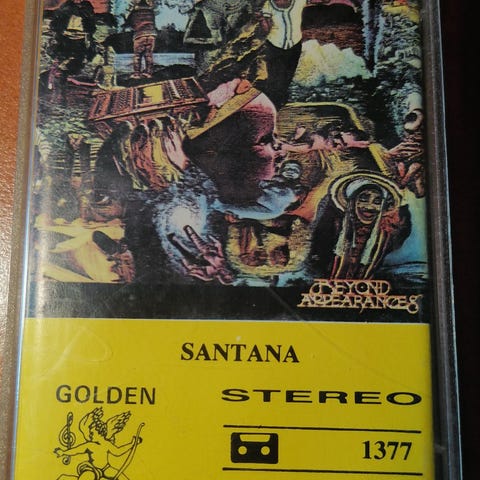 BEYOND
APPEARANCES
SANTANA
GOLDEN
STEREO
1377